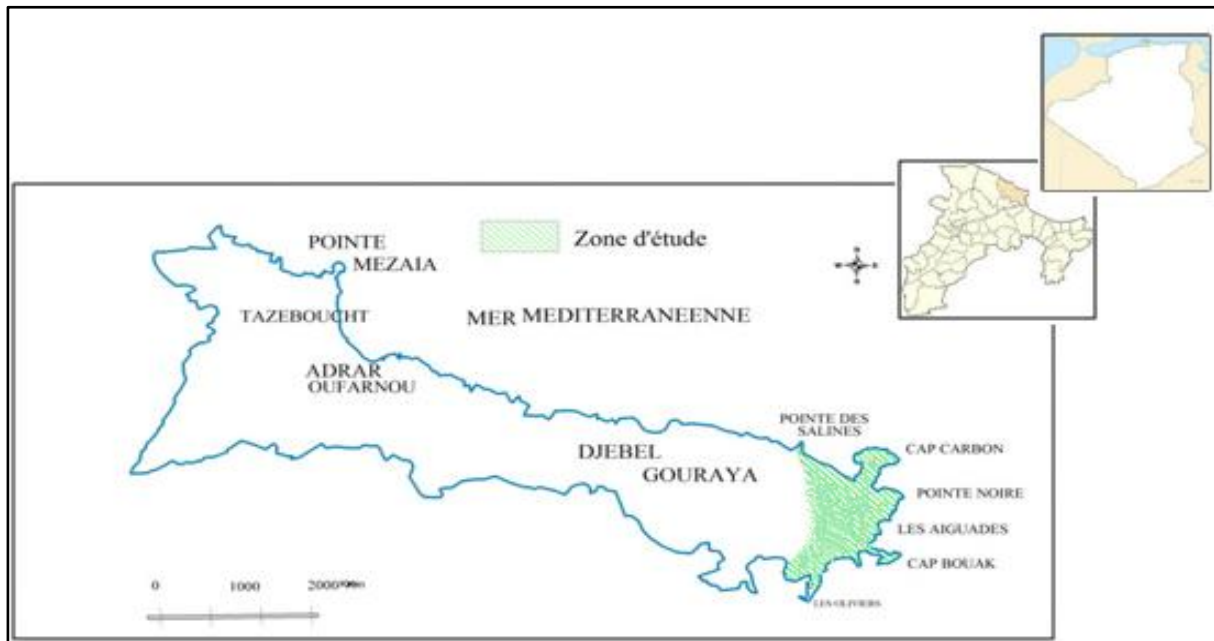 POINTE
MEZAIA
Zone d'étude
TAZEBOUCHT
MER MEDITERRANEENNE
ADRAR
OUFARNOU
POINTE DES
SALINES
DJEBEL
GOURAYA
CAP CARBON
POINTE NOIRE
LES AIGUADES
CAP BOUAK
LES OLIVIERS
0 1000 2000
N
W E
S